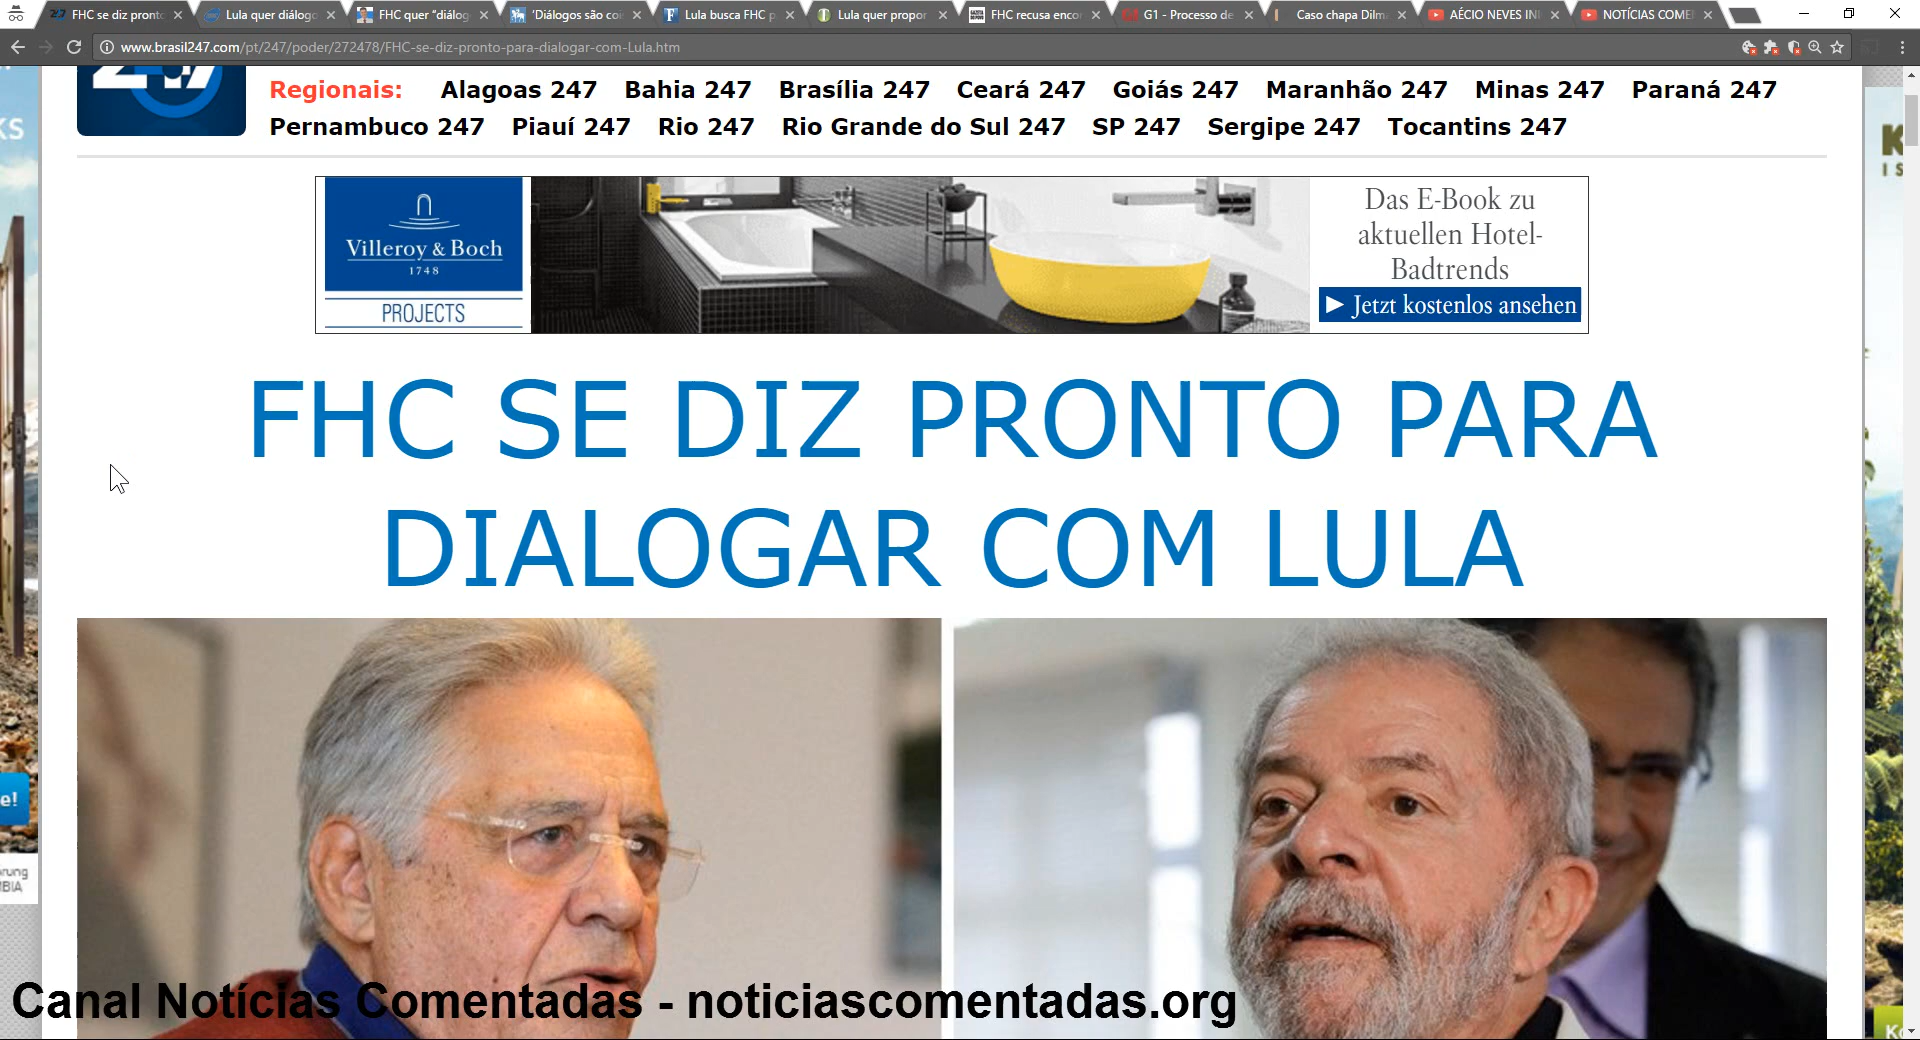 FHC se diz pronto
Lula quer diálogo
FHC quer “diálog
'Diálogos são coi
Lula busca FHC p
Lula quer propor
FHC recusa encor
G1 - Processo de
Caso chapa Dilma
AÉCIO NEVES IN
NOTÍCIAS COME
www.brasil247.com/pt/247/poder/272478/FHC-se-diz-pronto-para-dialogar-com-Lula.htm
247
Regionais: Alagoas 247 Bahia 247 Brasília 247 Ceará 247 Goiás 247 Maranhão 247 Minas 247 Paraná 247
Pernambuco 247 Piauí 247 Rio 247 Rio Grande do Sul 247 SP 247 Sergipe 247 Tocantins 247
Villeroy & Boch
1748
PROJECTS
Das E-Book zu
aktuellen Hotel-
Badtrends
Jetzt kostenlos ansehen
FHC SE DIZ PRONTO PARA
DIALOGAR COM LULA
e!
Canal Notícias Comentadas - noticiascomentadas.org